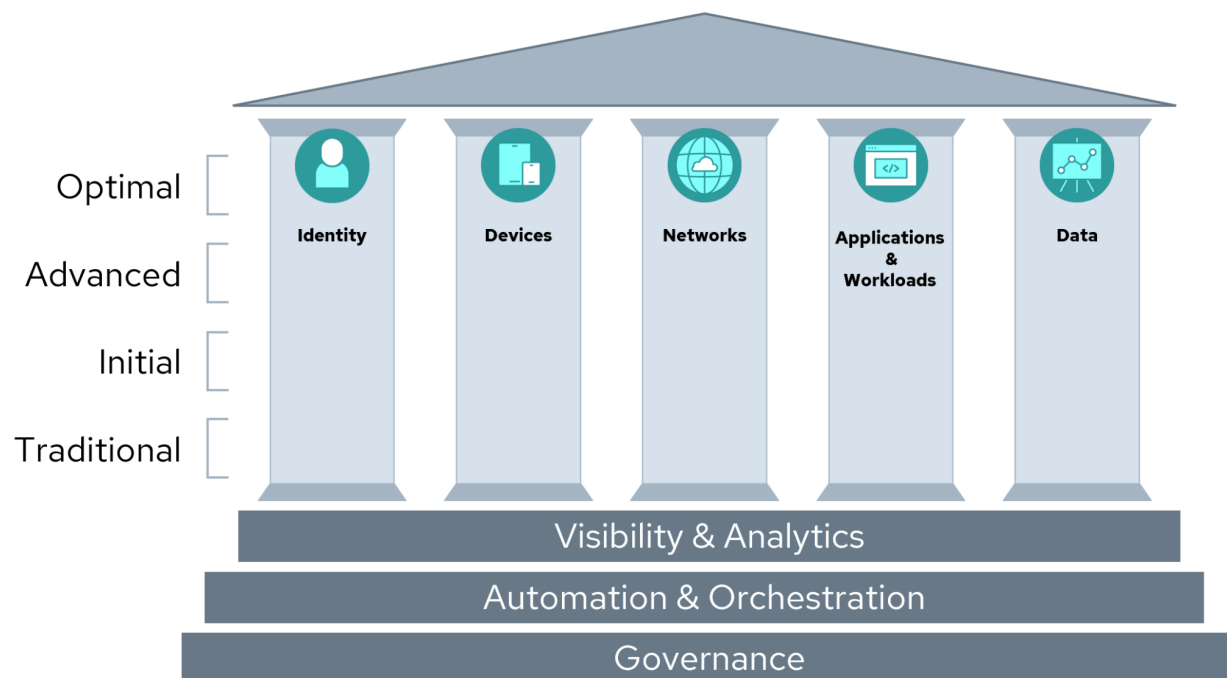 Optimal
Advanced
Initial
Traditional
Identity
Devices
Networks
Applications
&
Workloads
</>
Data
Visibility & Analytics
Automation & Orchestration
Governance